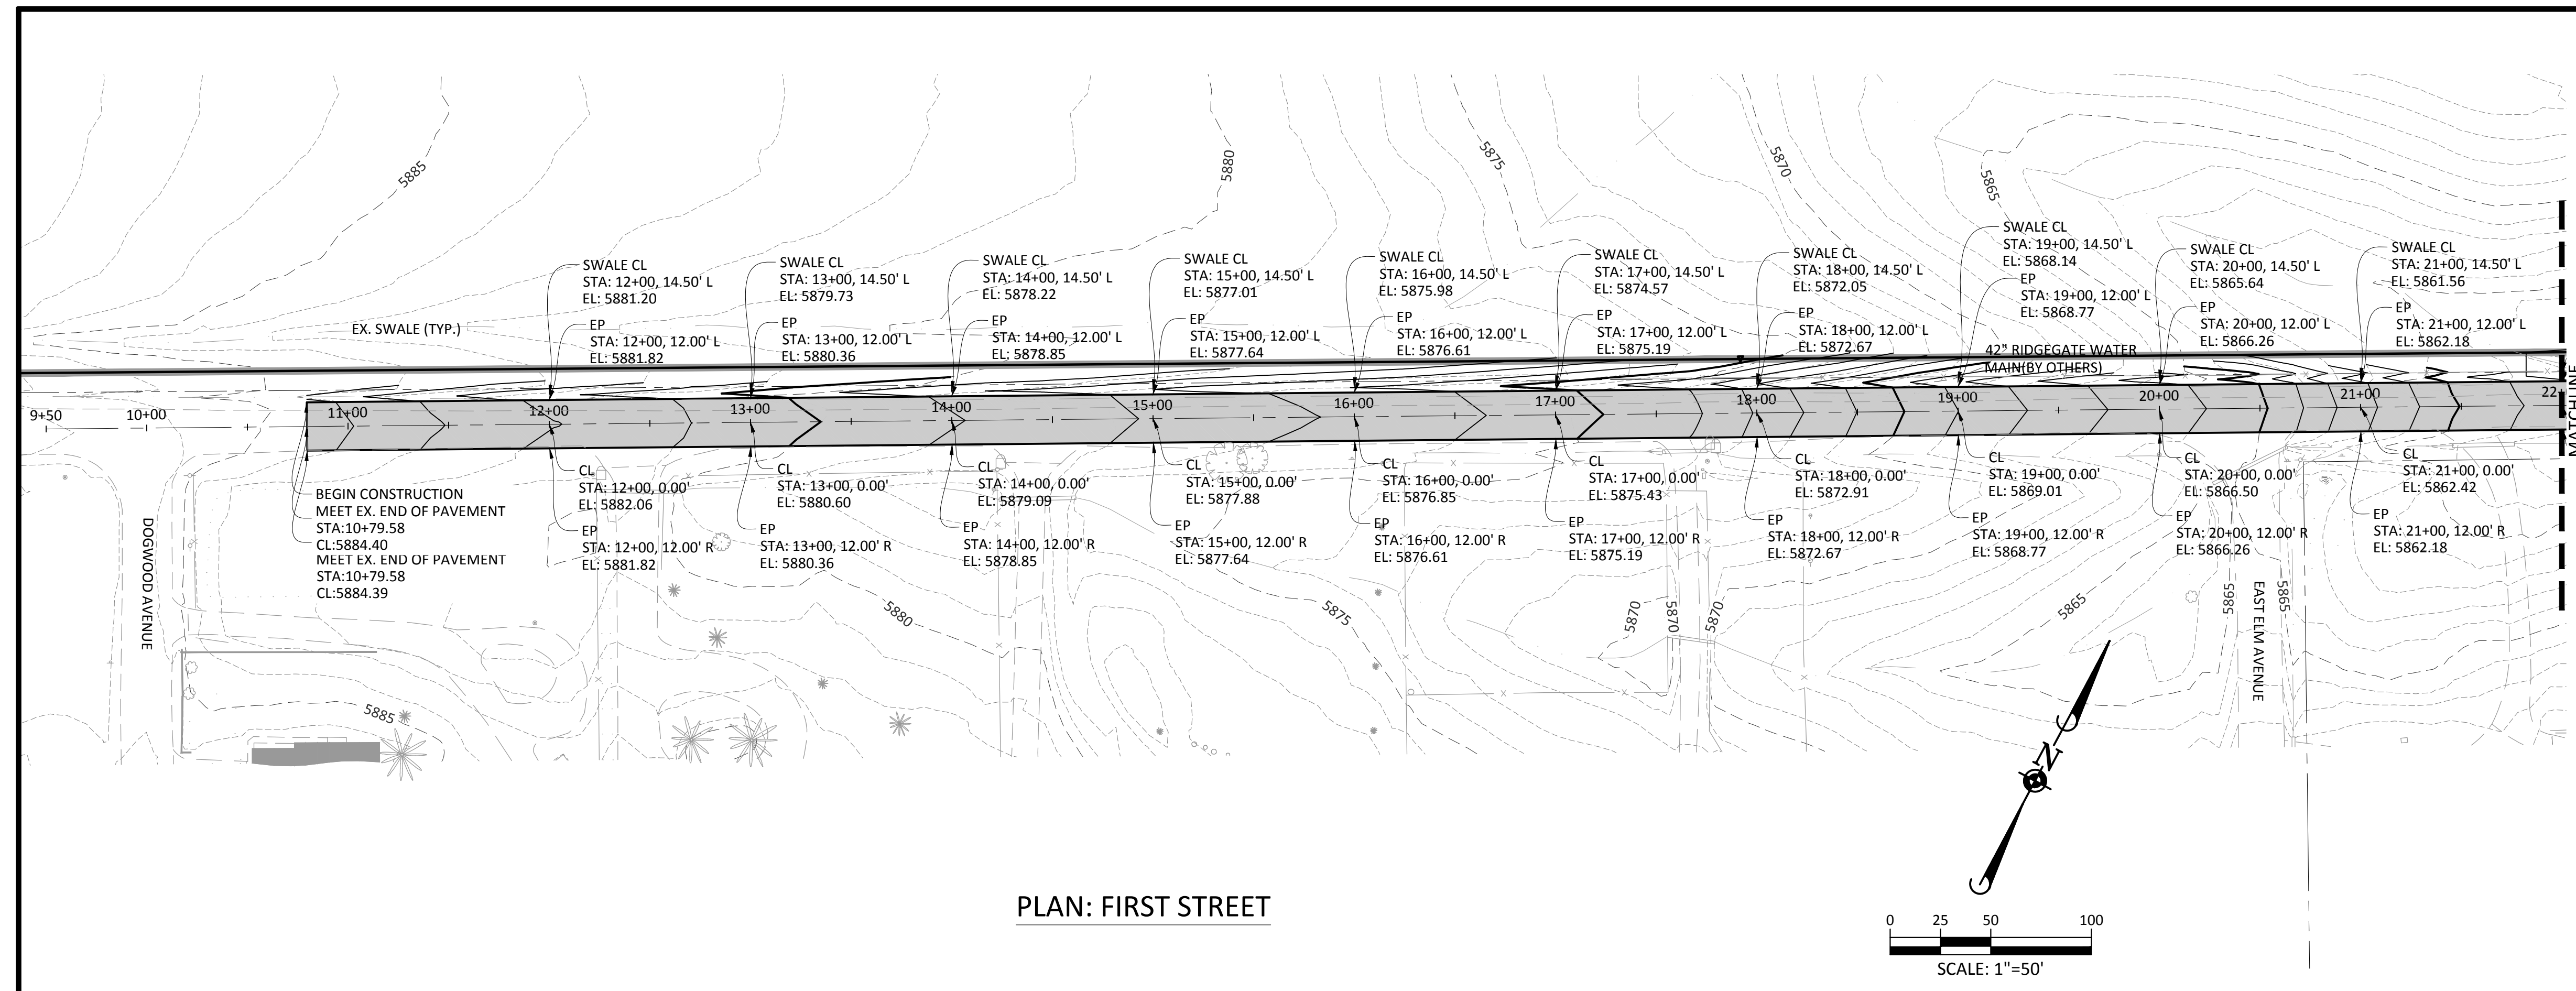 5885
5880
5875
5870
5865
SWALE CL
STA: 12+00, 14.50' L
EL: 5881.20
SWALE CL
STA: 13+00, 14.50' L
EL: 5879.73
SWALE CL
STA: 14+00, 14.50' L
EL: 5878.22
SWALE CL
STA: 15+00, 14.50' L
EL: 5877.01
SWALE CL
STA: 16+00, 14.50' L
EL: 5875.98
SWALE CL
STA: 17+00, 14.50' L
EL: 5874.57
SWALE CL
STA: 18+00, 14.50' L
EL: 5872.05
SWALE CL
STA: 19+00, 14.50' L
EL: 5868.14
SWALE CL
STA: 20+00, 14.50' L
EL: 5865.64
SWALE CL
STA: 21+00, 14.50' L
EL: 5861.56
EX. SWALE (TYP.)
EP
STA: 12+00, 12.00' L
EL: 5881.82
EP
STA: 13+00, 12.00' L
EL: 5880.36
EP
STA: 14+00, 12.00' L
EL: 5878.85
EP
STA: 15+00, 12.00' L
EL: 5877.64
EP
STA: 16+00, 12.00' L
EL: 5876.61
EP
STA: 17+00, 12.00' L
EL: 5875.19
EP
STA: 18+00, 12.00' L
EL: 5872.67
EP
STA: 19+00, 12.00' L
EL: 5868.77
EP
STA: 20+00, 12.00' L
EL: 5866.26
EP
STA: 21+00, 12.00' L
EL: 5862.18
42" RIDGEGATE WATER
MAIN(BY OTHERS)
9+50
10+00
11+00
12+00
13+00
14+00
15+00
16+00
17+00
18+00
19+00
20+00
21+00
22+
MATCHLINE
BEGIN CONSTRUCTION
MEET EX. END OF PAVEMENT
STA:10+79.58
CL:5884.40
MEET EX. END OF PAVEMENT
STA:10+79.58
CL:5884.39
CL
STA: 12+00, 0.00'
EL: 5882.06
CL
STA: 13+00, 0.00'
EL: 5880.60
CL
STA: 14+00, 0.00'
EL: 5879.09
CL
STA: 15+00, 0.00'
EL: 5877.88
CL
STA: 16+00, 0.00'
EL: 5876.85
CL
STA: 17+00, 0.00'
EL: 5875.43
CL
STA: 18+00, 0.00'
EL: 5872.91
CL
STA: 19+00, 0.00'
EL: 5869.01
CL
STA: 20+00, 0.00'
EL: 5866.50
CL
STA: 21+00, 0.00'
EL: 5862.42
EP
STA: 12+00, 12.00' R
EL: 5881.82
EP
STA: 13+00, 12.00' R
EL: 5880.36
EP
STA: 14+00, 12.00' R
EL: 5878.85
EP
STA: 15+00, 12.00' R
EL: 5877.64
EP
STA: 16+00, 12.00' R
EL: 5876.61
EP
STA: 17+00, 12.00' R
EL: 5875.19
EP
STA: 18+00, 12.00' R
EL: 5872.67
EP
STA: 19+00, 12.00' R
EL: 5868.77
EP
STA: 20+00, 12.00' R
EL: 5866.26
EP
STA: 21+00, 12.00' R
EL: 5862.18
DOGWOOD AVENUE
5885
5880
5875
5870
5870
5870
5865
5985
EAST ELM AVENUE
5865
N
PLAN: FIRST STREET
0 25 50 100
SCALE: 1"=50'